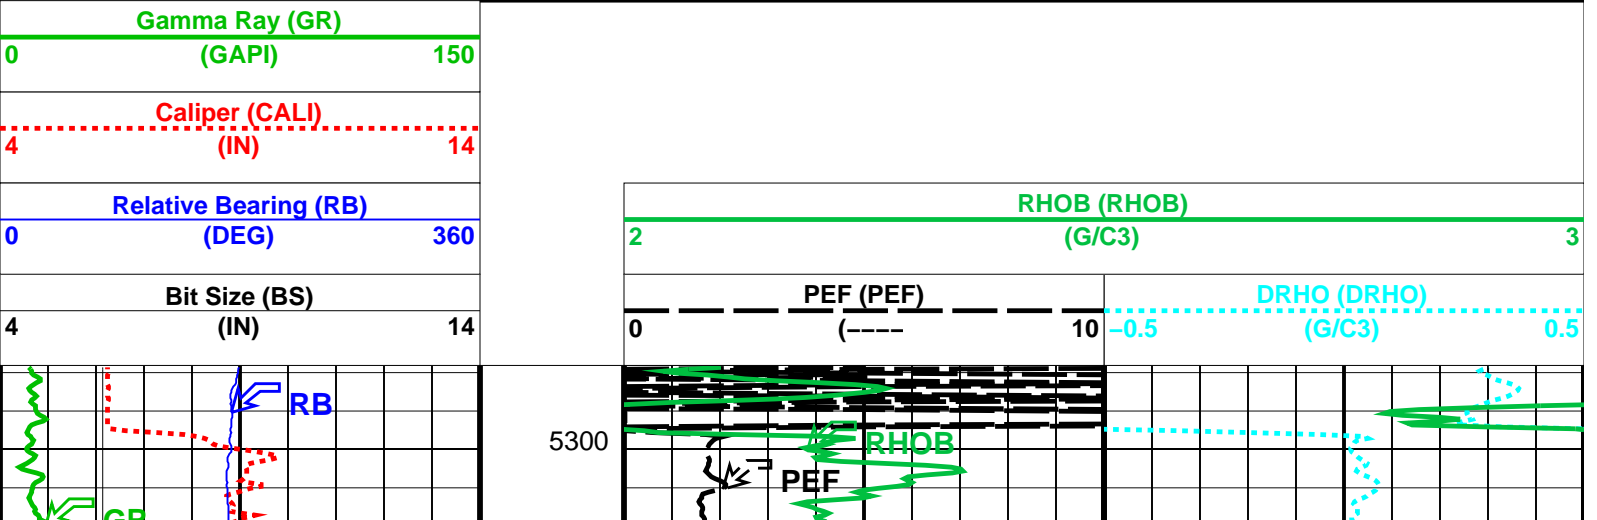 Gamma Ray (GR)
0 (GAPI) 150
Caliper (CALI)
4 (IN) 14
Relative Bearing (RB)
0 (DEG) 360
Bit Size (BS)
4 (IN) 14
RHOB (RHOB)
2 (G/C3) 3
PEF (PEF)
0 (−−−− 10
DRHO (DRHO)
−0.5 (G/C3) 0.5
RB
5300
RHOB
PEF
GR